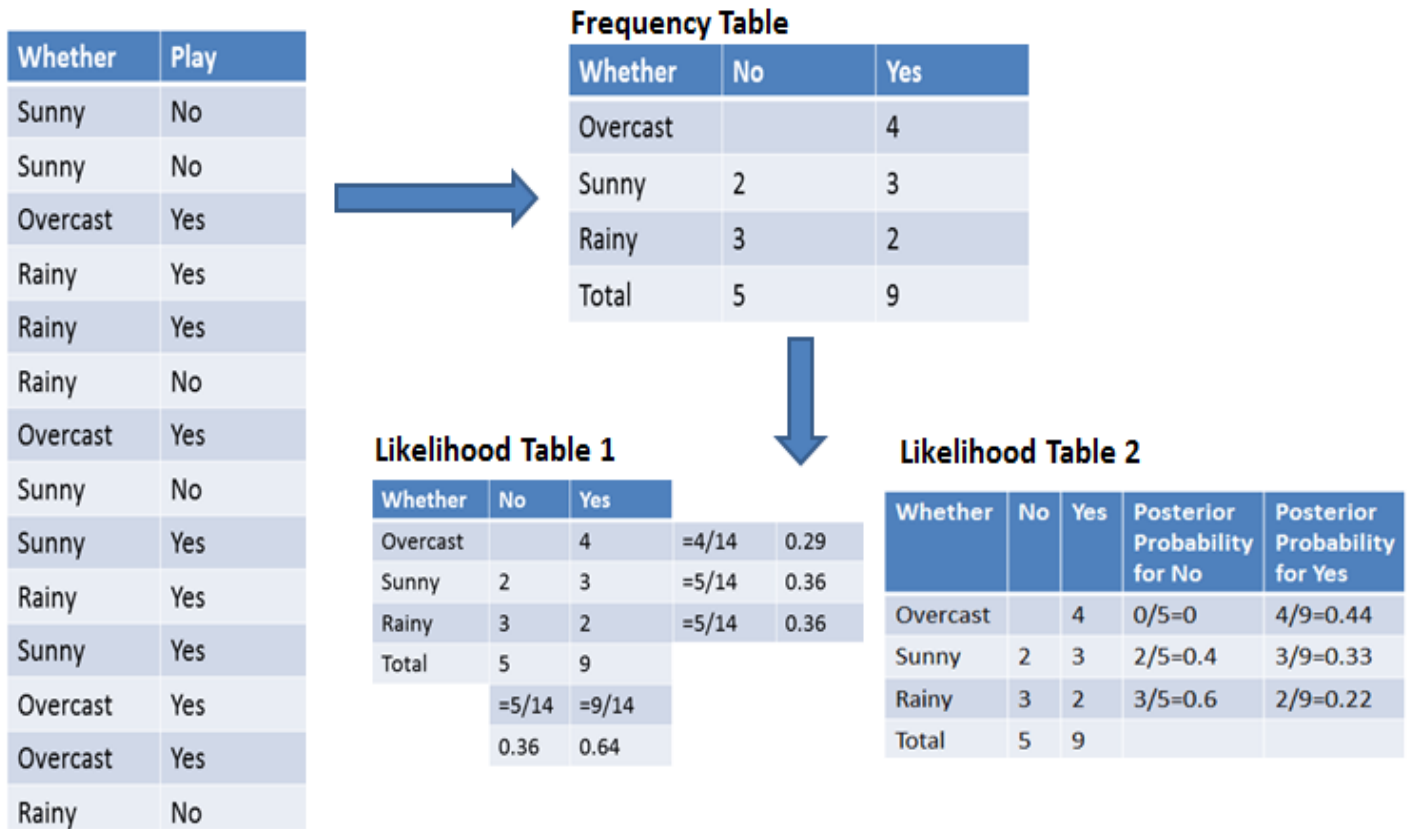 Whether Play
Sunny No
Sunny No
Overcast Yes
Rainy Yes
Rainy Yes
Rainy No
Overcast Yes
Sunny No
Sunny Yes
Rainy Yes
Sunny Yes
Overcast Yes
Overcast Yes
Rainy No
Frequency Table
Whether No Yes
Overcast 4
Sunny 2 3
Rainy 3 2
Total 5 9
Likelihood Table 1
Whether No Yes
Overcast 4 =4/14 0.29
Sunny 2 3 =5/14 0.36
Rainy 3 2 =5/14 0.36
Total 5 9
=5/14 =9/14
0.36 0.64
Likelihood Table 2
Whether No Yes Posterior Posterior
Probability Probability
for No for Yes
Overcast 4 0/5=0 4/9=0.44
Sunny 2 3 2/5=0.4 3/9=0.33
Rainy 3 2 3/5=0.6 2/9=0.22
Total 5 9